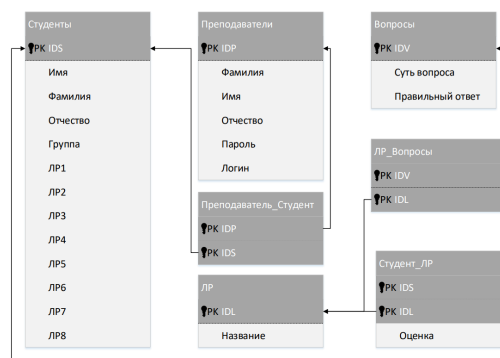 Студенты
PK IDS
Имя
Фамилия
Отчество
Группа
ЛР1
ЛР2
ЛР3
ЛР4
ЛР5
ЛР6
ЛР7
ЛР8
Преподаватели
PK IDP
Фамилия
Имя
Отчество
Пароль
Логин
Преподаватель_Студент
PK IDP
PK IDS
ЛР
PK IDL
Название
Вопросы
PK IDV
Суть вопроса
Правильный ответ
ЛР_Вопросы
PK IDV
PK IDL
Студент_ЛР
PK IDS
PK IDL
Оценка